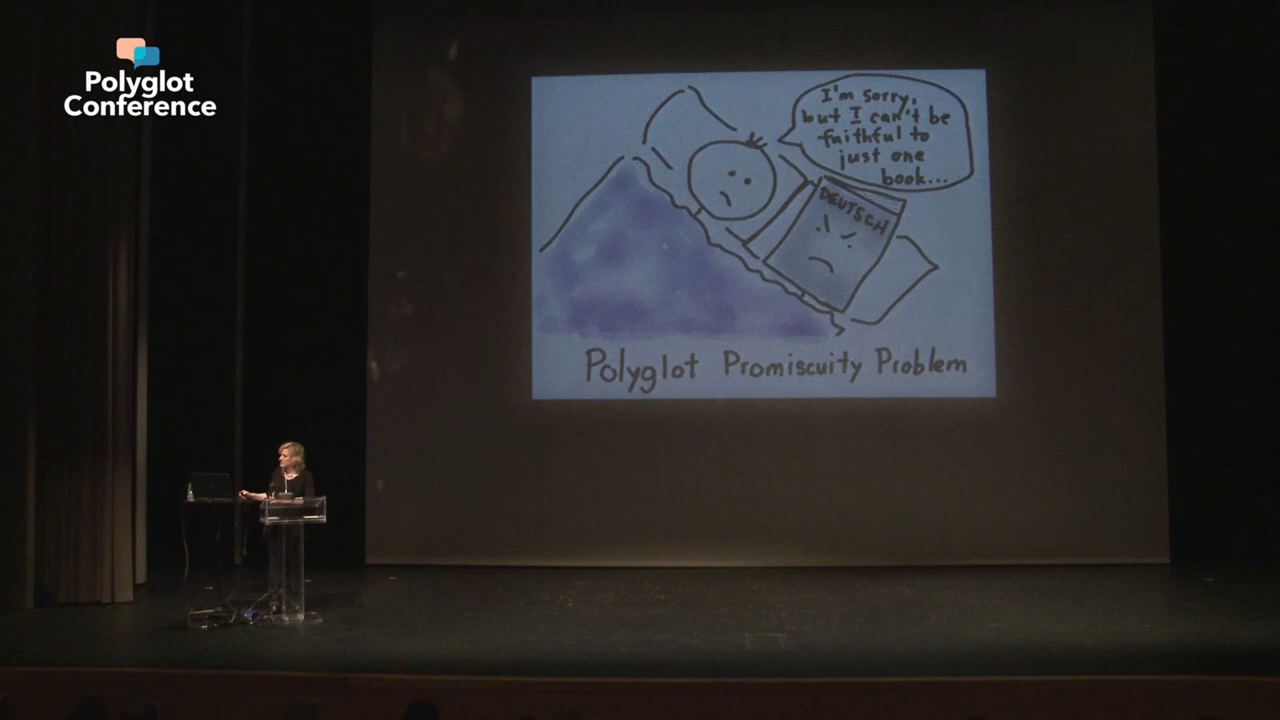 Polyglot
Conference
I'm sorry,
but I can't be
faithful to
just one
book...
DEUTSCH
Polyglot Promiscuity Problem